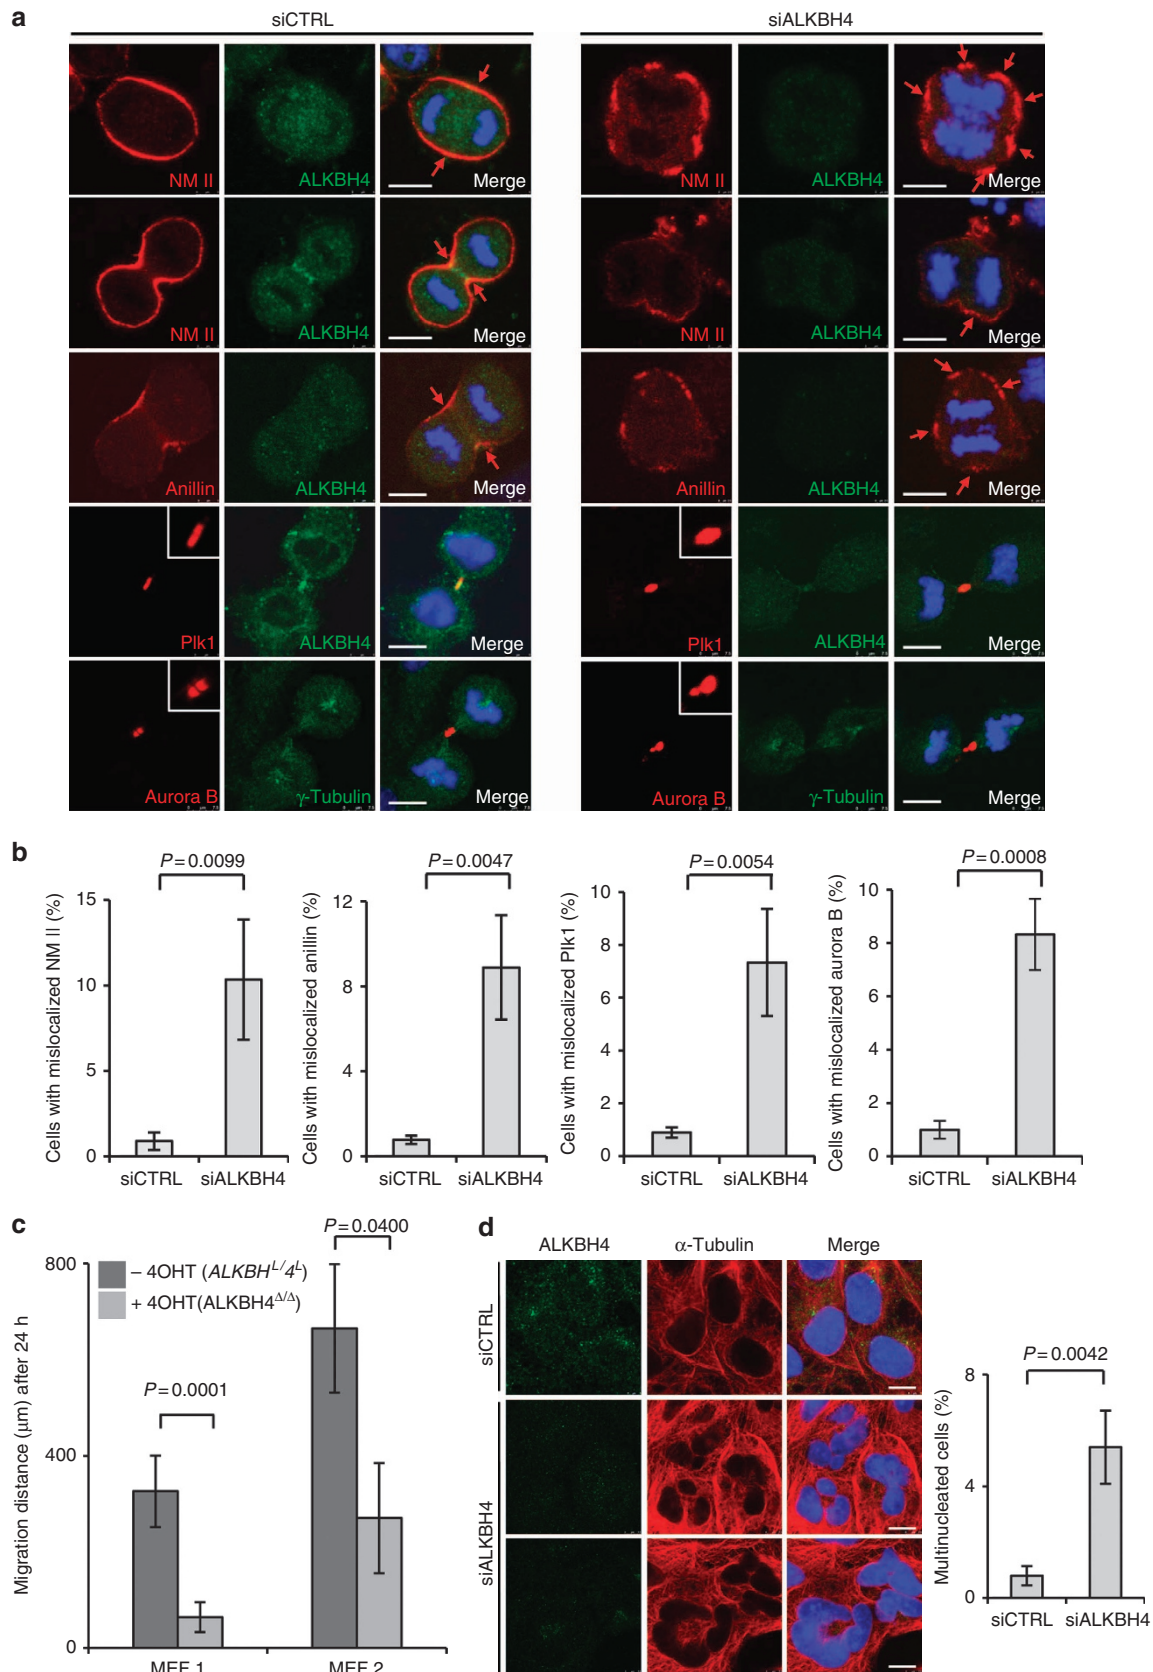 a
siCTRL
siALKBH4
NM II
ALKBH4
Merge
NM II
ALKBH4
Merge
NM II
ALKBH4
Merge
NM II
ALKBH4
Merge
Anillin
ALKBH4
Merge
Anillin
ALKBH4
Merge
Plk1
ALKBH4
Merge
Plk1
ALKBH4
Merge
Aurora B
γ-Tubulin
Merge
Aurora B
γ-Tubulin
Merge
b
Cells with mislocalized NM II (%)
15
10
5
0
P=0.0099
siCTRL
siALKBH4
Cells with mislocalized anillin (%)
12
8
4
0
P=0.0047
siCTRL
siALKBH4
Cells with mislocalized Plk1 (%)
10
8
6
4
2
0
P=0.0054
siCTRL
siALKBH4
Cells with mislocalized aurora B (%)
10
8
6
4
2
0
P=0.0008
siCTRL
siALKBH4
c
Migration distance (μm) after 24 h
800
400
0
– 4OHT (ALKBH^L/4^L)
+ 4OHT(ALKBH4^Δ/Δ)
P=0.0001
P=0.0400
MEF 1
MEF 2
d
ALKBH4
α-Tubulin
Merge
siCTRL
siALKBH4
Multinucleated cells (%)
8
4
0
P=0.0042
siCTRL
siALKBH4